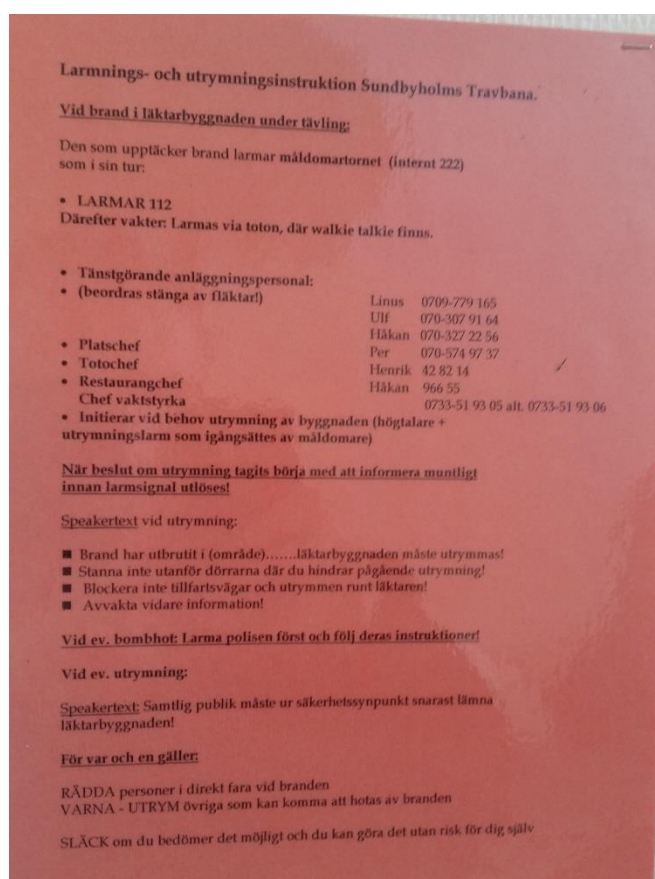 Larmnings- och utrymningsinstruktion Sundbyholms Travbana.
Vid brand i läktarbyggnaden under tävling:
Den som upptäcker brand larmar måldomartornet (internt 222)
som i sin tur:
• LARMAR 112
Därefter vakter: Larmas via toton, där walkie talkie finns.
• Tänstgörande anläggningspersonal:
• (beordras stänga av fläktar!)
Linus 0709-779 165
Ulf 070-307 91 64
Håkan 070-327 22 56
• Platschef Per 070-574 97 37
• Totochef Henrik 42 82 14
• Restaurangchef Håkan 966 55
Chef vaktstyrka 0733-51 93 05 alt. 0733-51 93 06
• Initierar vid behov utrymning av byggnaden (högtalare +
utrymningslarm som igångsättes av måldomare)
När beslut om utrymning tagits börja med att informera muntligt
innan larmsignal utlöses!
Speakertext vid utrymning:
■ Brand har utbrutit i (område).......läktarbyggnaden måste utrymmas!
■ Stanna inte utanför dörrarna där du hindrar pågående utrymning!
■ Blockera inte tillfartsvägar och utrymmen runt läktaren!
■ Avvakta vidare information!
Vid ev. bombhot: Larma polisen först och följ deras instruktioner!
Vid ev. utrymning:
Speakertext: Samtlig publik måste ur säkerhetssynpunkt snarast lämna
läktarbyggnaden!
För var och en gäller:
RÄDDA personer i direkt fara vid branden
VARNA - UTRYM övriga som kan komma att hotas av branden
SLÄCK om du bedömer det möjligt och du kan göra det utan risk för dig själv